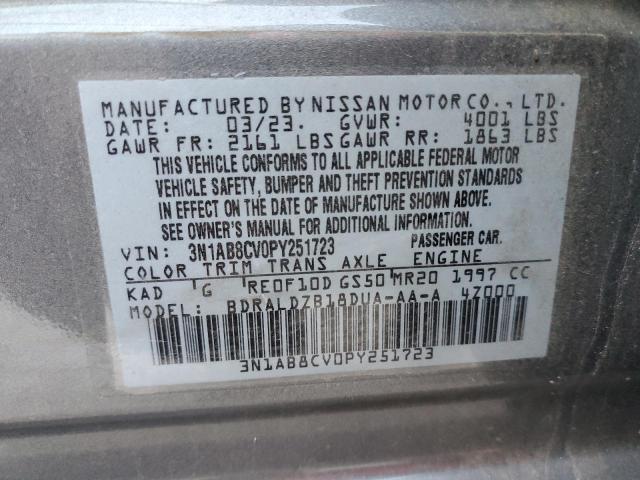 MANUFACTURED BY NISSAN MOTOR CO., LTD.
DATE: 03/23. GVWR: 4001 LBS
GAWR FR: 2161 LBS GAWR RR: 1863 LBS
THIS VEHICLE CONFORMS TO ALL APPLICABLE FEDERAL MOTOR
VEHICLE SAFETY, BUMPER AND THEFT PREVENTION STANDARDS
IN EFFECT ON THE DATE OF MANUFACTURE SHOWN ABOVE.
SEE OWNER'S MANUAL FOR ADDITIONAL INFORMATION.
VIN: 3N1AB8CV0PY251723 PASSENGER CAR.
COLOR TRIM TRANS AXLE ENGINE
KAD G RE0F10D GS50 MR20 1997 CC
MODEL: BDRALDZB18DUA-AA-A 4Z000
3N1AB8CV0PY251723